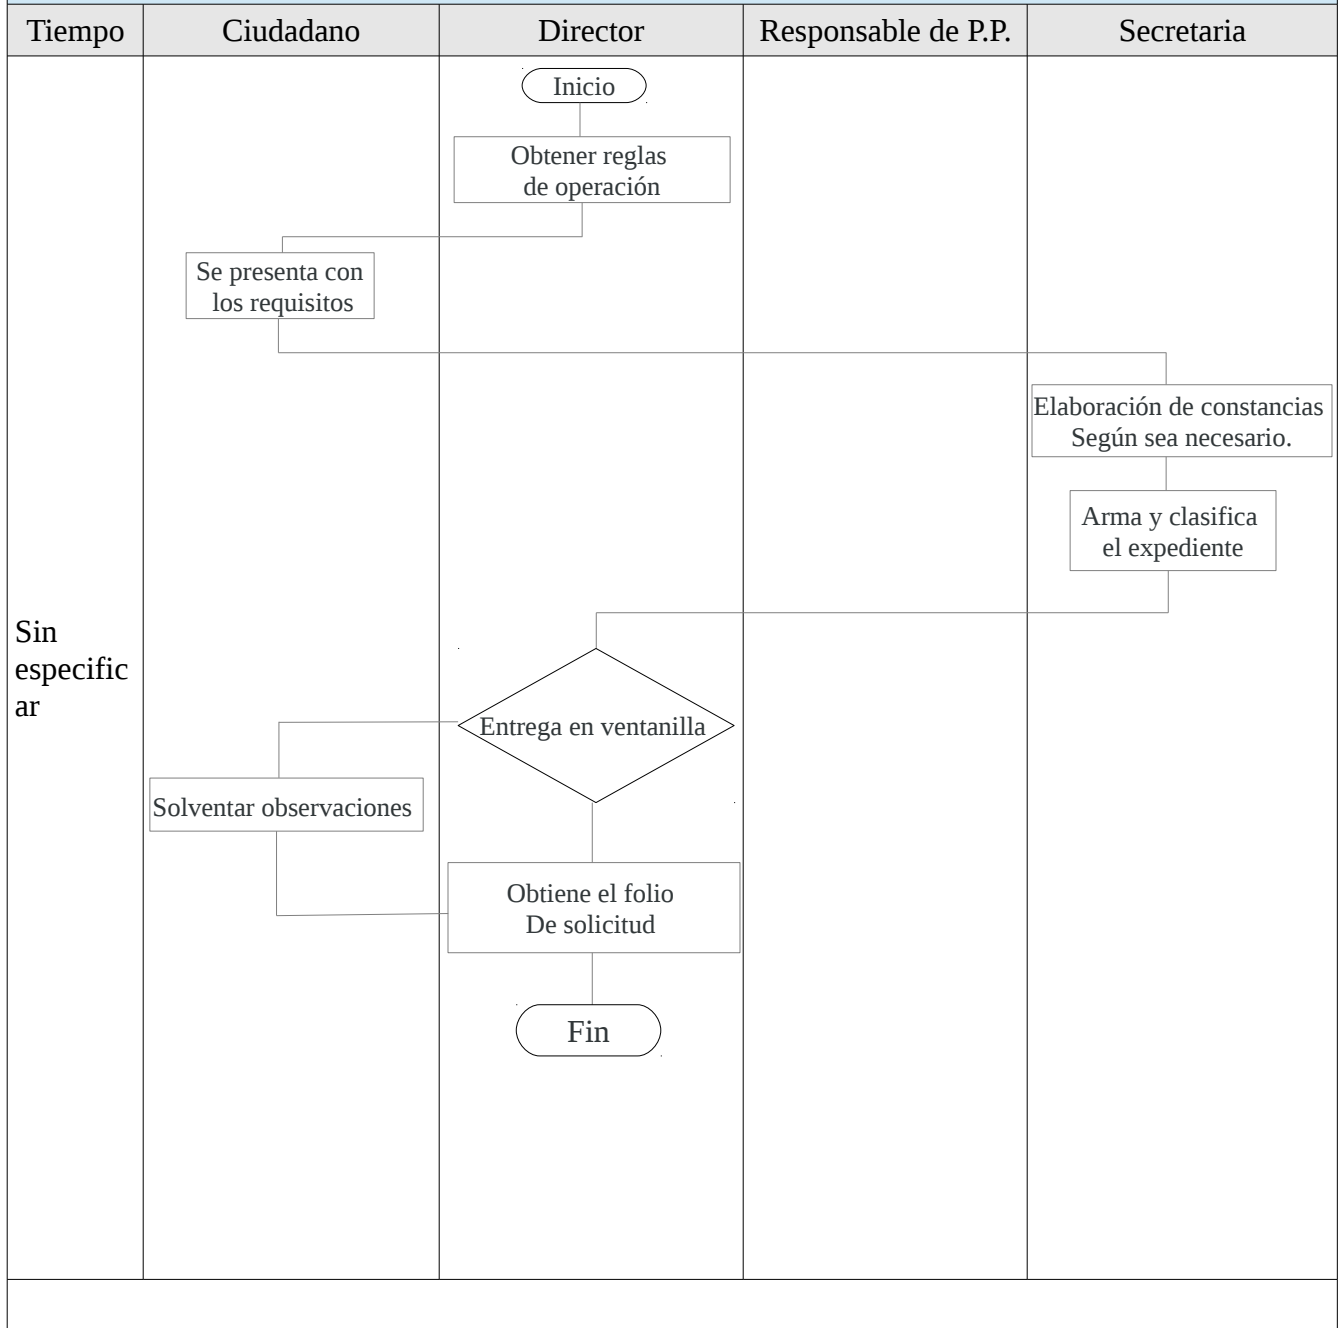 Tiempo
Ciudadano
Director
Responsable de P.P.
Secretaria
Inicio
Obtener reglas
de operación
Se presenta con
los requisitos
Elaboración de constancias
Según sea necesario.
Arma y clasifica
el expediente
Sin
especific
ar
Entrega en ventanilla
Solventar observaciones
Obtiene el folio
De solicitud
Fin